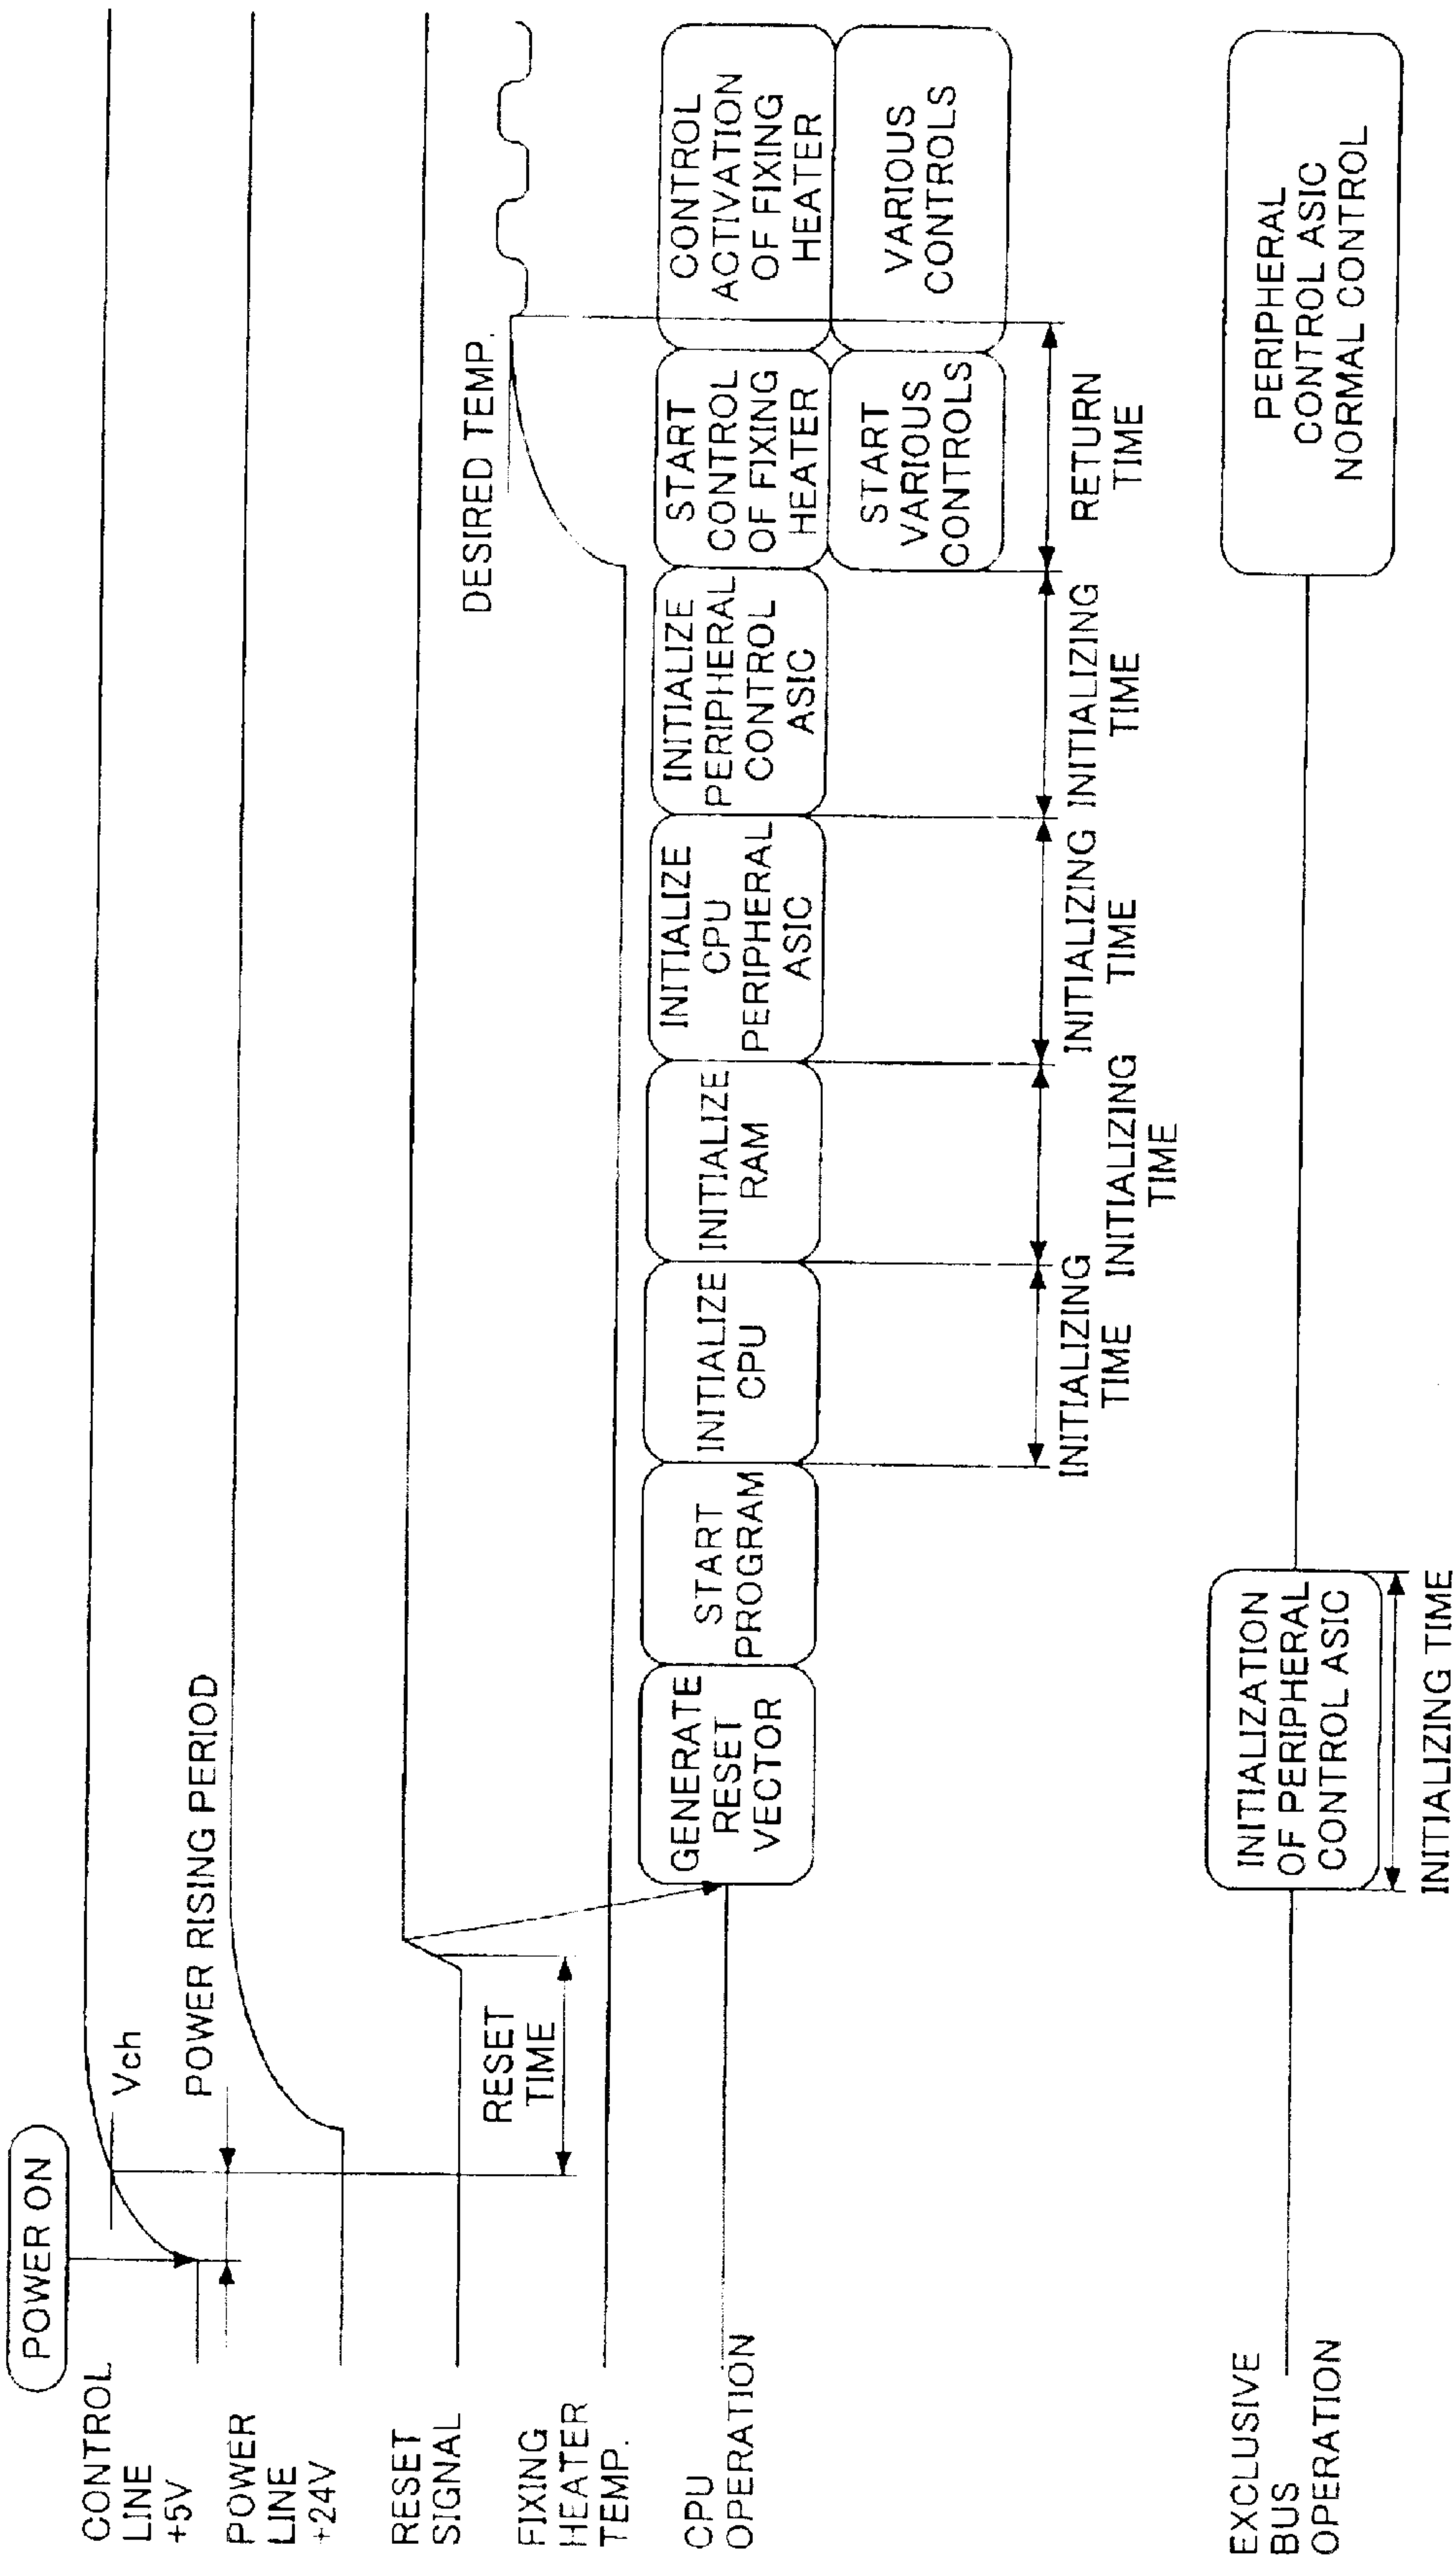 POWER ON
CONTROL
LINE
+5V
Vch
POWER RISING PERIOD
POWER
LINE
+24V
RESET
SIGNAL
RESET
TIME
FIXING
HEATER
TEMP.
DESIRED TEMP.
CPU
OPERATION
GENERATE
RESET
VECTOR
START
PROGRAM
INITIALIZE
CPU
INITIALIZE
RAM
INITIALIZE
CPU
PERIPHERAL
ASIC
INITIALIZE
PERIPHERAL
CONTROL
ASIC
START
CONTROL
OF FIXING
HEATER
CONTROL
ACTIVATION
OF FIXING
HEATER
START
VARIOUS
CONTROLS
VARIOUS
CONTROLS
INITIALIZING
TIME
INITIALIZING
TIME
INITIALIZING
TIME
INITIALIZING
TIME
RETURN
TIME
EXCLUSIVE
BUS
OPERATION
INITIALIZATION
OF PERIPHERAL
CONTROL ASIC
INITIALIZING TIME
PERIPHERAL
CONTROL ASIC
NORMAL CONTROL